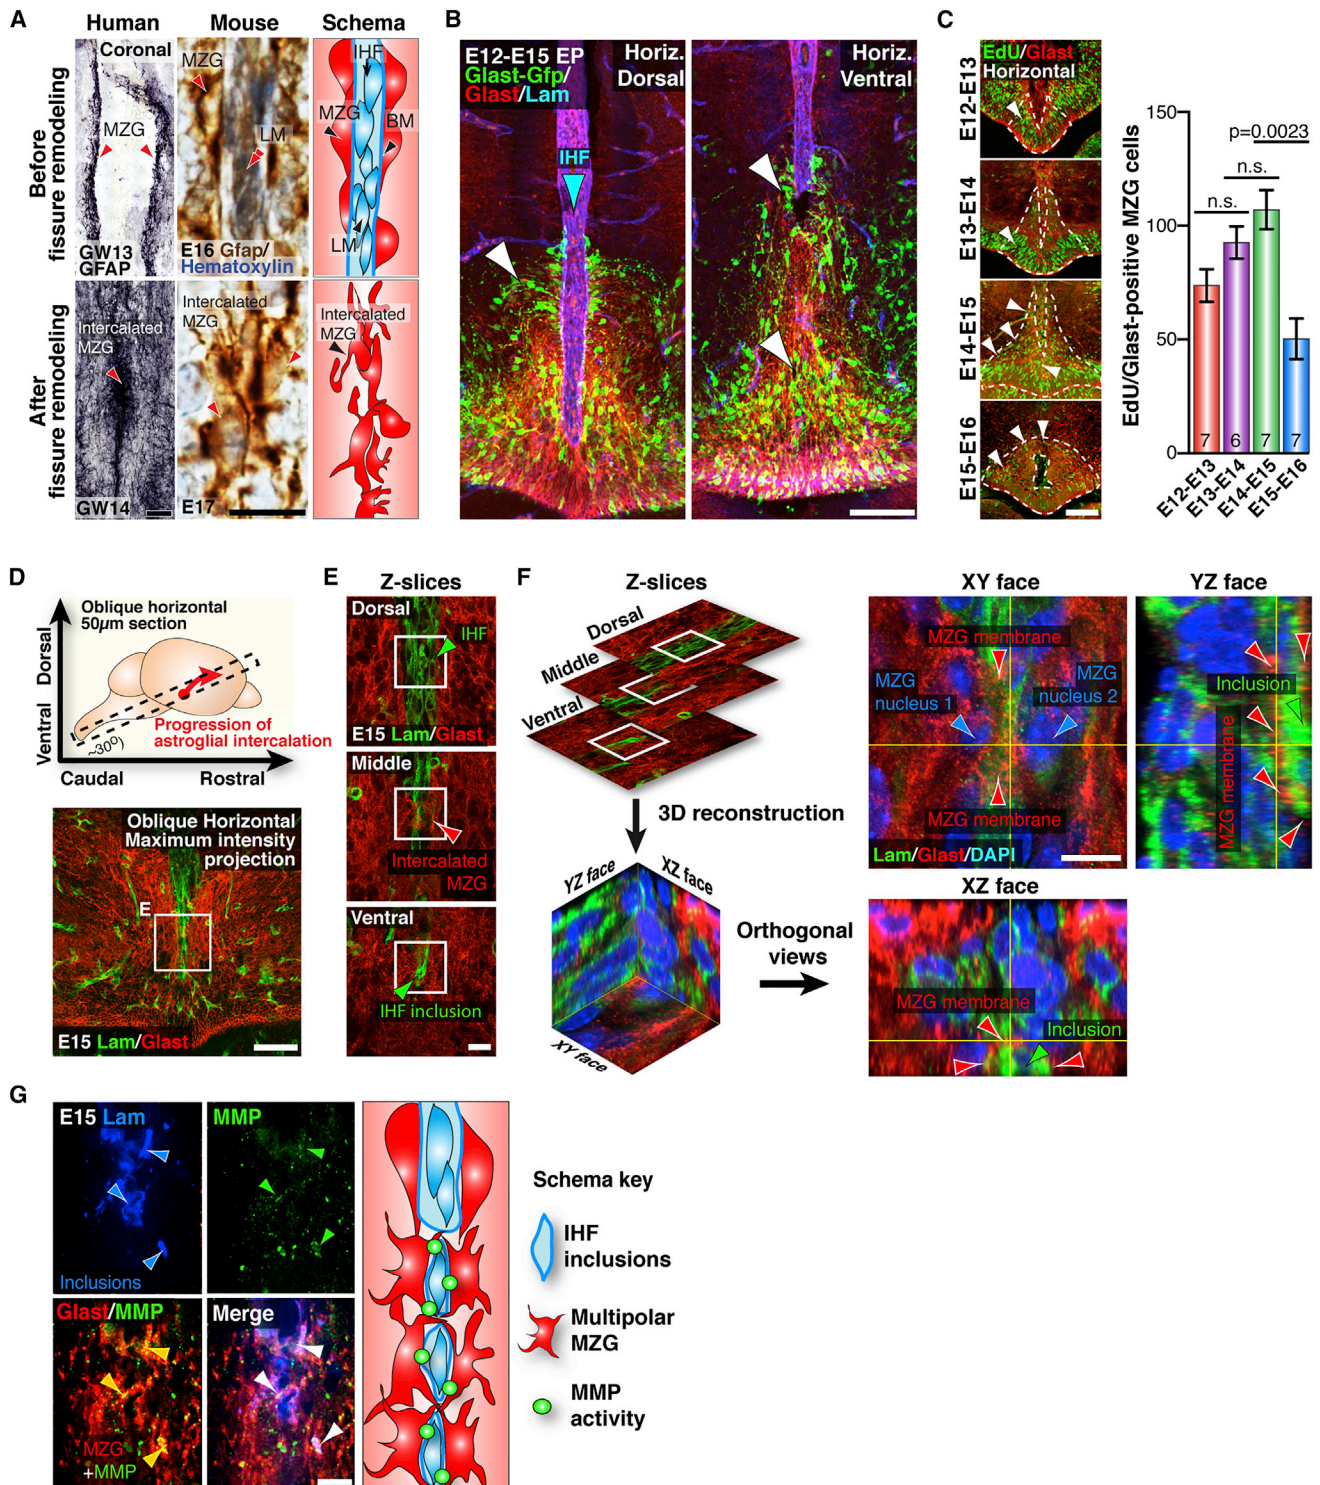 A
Human
Mouse
Schema
Before
fissure remodeling
After
fissure remodeling
Coronal
MZG
GW13
GFAP
MZG
LM
E16 Gfap/
Hematoxylin
IHF
MZG
BM
LM
Intercalated
MZG
GW14
Intercalated
MZG
E17
Intercalated
MZG
B
E12-E15 EP
Glast-Gfp/
Glast/Lam
Horiz.
Dorsal
IHF
Horiz.
Ventral
C
EdU/Glast
Horizontal
E12-E13
E13-E14
E14-E15
E15-E16
EdU/Glast-positive MZG cells
150
100
50
0
p=0.0023
n.s.
n.s.
7
6
7
7
E12-E13
E13-E14
E14-E15
E15-E16
D
Oblique horizontal
50µm section
Dorsal
Ventral
Progression of
astroglial intercalation
~30º)
Caudal
Rostral
Oblique Horizontal
Maximum intensity
projection
E
E15 Lam/Glast
E
Z-slices
Dorsal
IHF
E15 Lam/Glast
Middle
Intercalated
MZG
Ventral
IHF inclusion
F
Z-slices
Dorsal
Middle
Ventral
3D reconstruction
YZ face
XZ face
XY face
Orthogonal
views
XY face
MZG membrane
MZG
nucleus 1
MZG
nucleus 2
MZG membrane
Lam/Glast/DAPI
YZ face
Inclusion
MZG membrane
XZ face
MZG membrane
Inclusion
G
E15 Lam
Inclusions
MMP
Glast/MMP
MZG
+MMP
Merge
Schema key
IHF
inclusions
Multipolar
MZG
MMP
activity